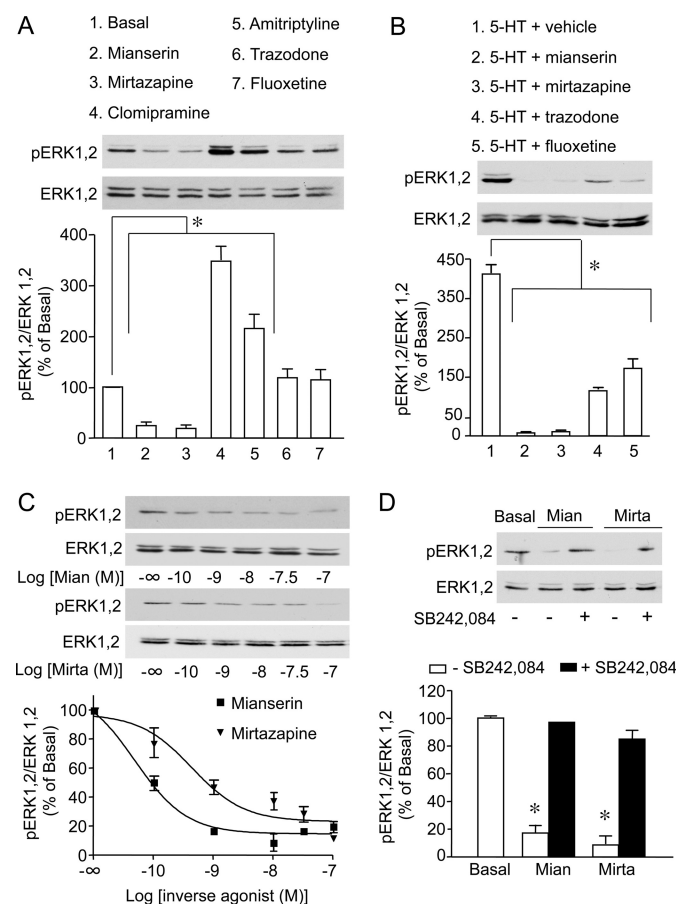 A
1. Basal
2. Mianserin
3. Mirtazapine
4. Clomipramine
5. Amitriptyline
6. Trazodone
7. Fluoxetine
pERK1,2
ERK1,2
*
pERK1,2/ERK 1,2
(% of Basal)
400
300
200
100
0
1 2 3 4 5 6 7
B
1. 5-HT + vehicle
2. 5-HT + mianserin
3. 5-HT + mirtazapine
4. 5-HT + trazodone
5. 5-HT + fluoxetine
pERK1,2
ERK1,2
*
pERK1,2/ERK 1,2
(% of Basal)
450
350
250
150
50
0
1 2 3 4 5
C
pERK1,2
ERK1,2
Log [Mian (M)] -∞ -10 -9 -8 -7.5 -7
pERK1,2
ERK1,2
Log [Mirta (M)] -∞ -10 -9 -8 -7.5 -7
Mianserin
Mirtazapine
pERK1,2/ERK 1,2
(% of Basal)
100
80
60
40
20
0
-∞ -10 -9 -8 -7
Log [inverse agonist (M)]
D
Basal Mian Mirta
pERK1,2
ERK1,2
SB242,084 - - + - +
- SB242,084 + SB242,084
pERK1,2/ERK 1,2
(% of Basal)
120
100
80
60
40
20
0
* *
Basal Mian Mirta